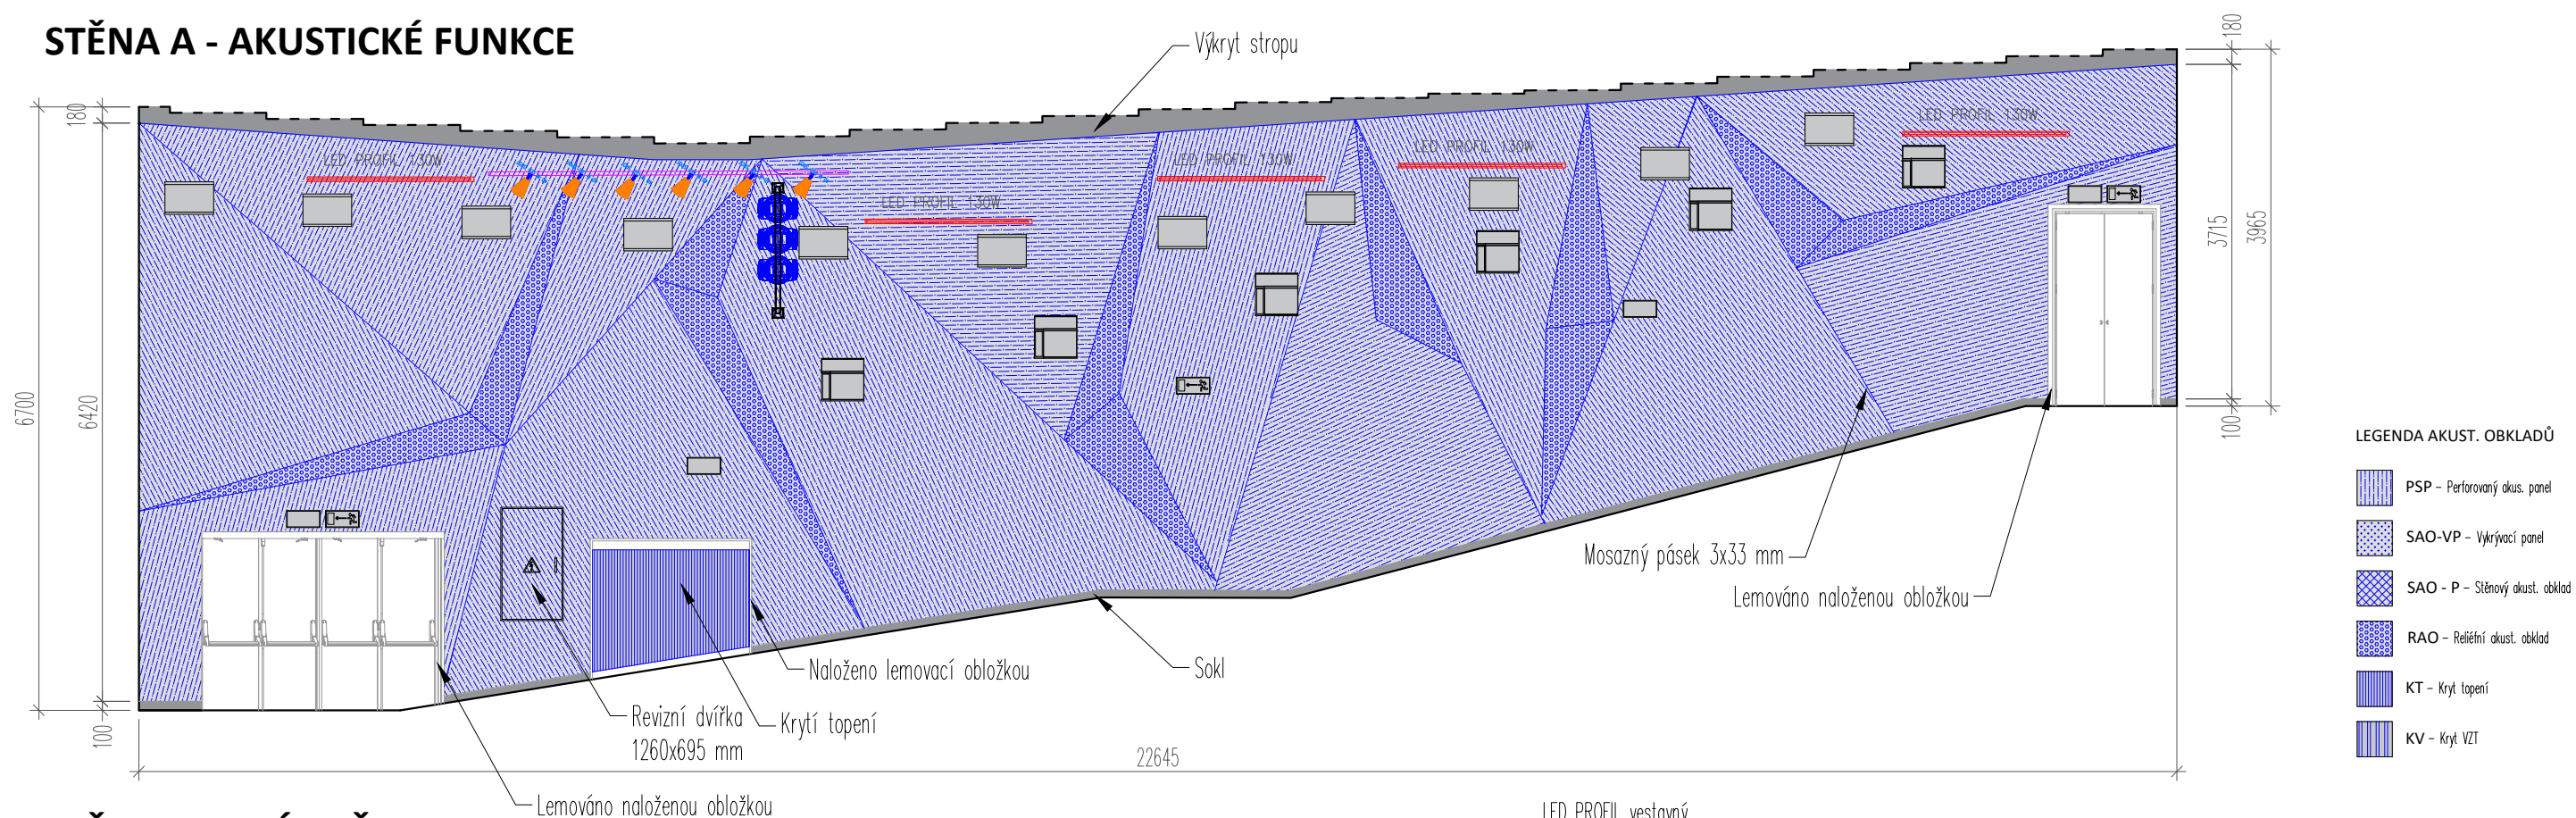 STĚNA A - AKUSTICKÉ FUNKCE
Výkryt stropu
180
180
LED PROFIL 130W
LED PROFIL 130W
LED PROFIL 130W
LED PROFIL 130W
LED PROFIL 130W
6700
6420
100
3715
3965
100
Mosazný pásek 3x33 mm
Lemováno naloženou obložkou
Naloženo lemovací obložkou
Sokl
Revizní dvířka
1260x695 mm
Krytí topení
22645
Lemováno naloženou obložkou
LED PROFIL vestavný
LEGENDA AKUST. OBKLADŮ
PSP – Perforovaný akus. panel
SAO-VP – Vykrývací panel
SAO - P – Stěnový akust. obklad
RAO – Reliéfní akust. obklad
KT – Kryt topení
KV – Kryt VZT